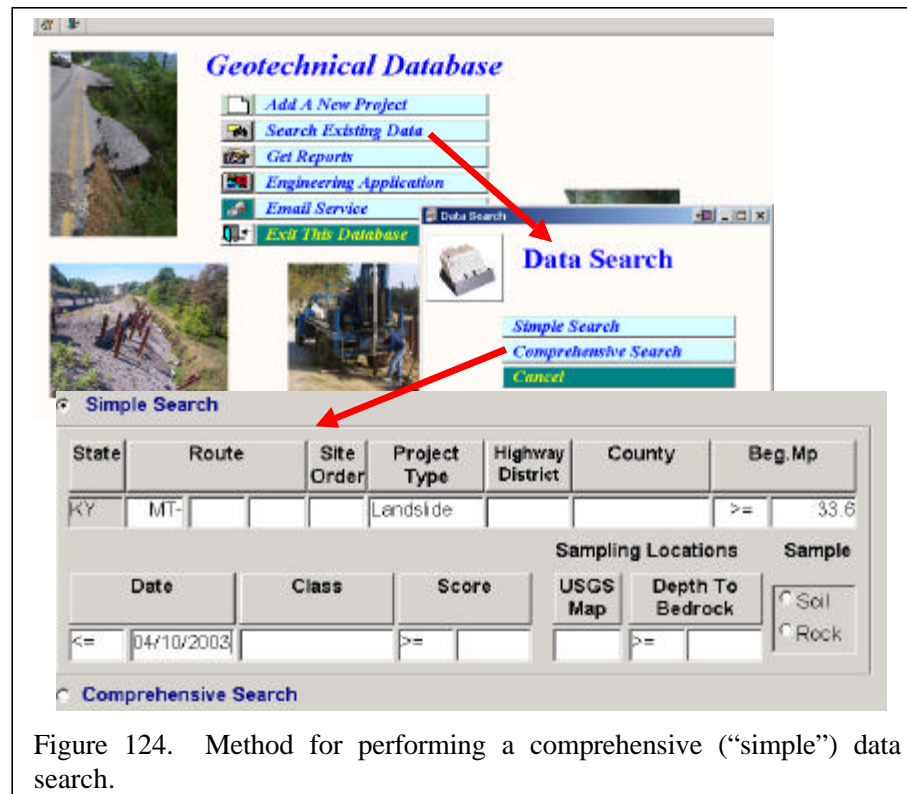 Geotechnical Database
Add A New Project
Search Existing Data
Get Reports
Engineering Application
Email Service
Exit This Database
Data Search
Data Search
Simple Search
Comprehensive Search
Cancel
Simple Search
State Route Site Order Project Type Highway District County Beg.Mp
KY MT- Landslide >= 33.6
Sampling Locations Sample
Date Class Score USGS Map Depth To Bedrock Soil
<= 04/10/2003 >= >= Rock
Comprehensive Search
Figure 124. Method for performing a comprehensive (“simple”) data
search.